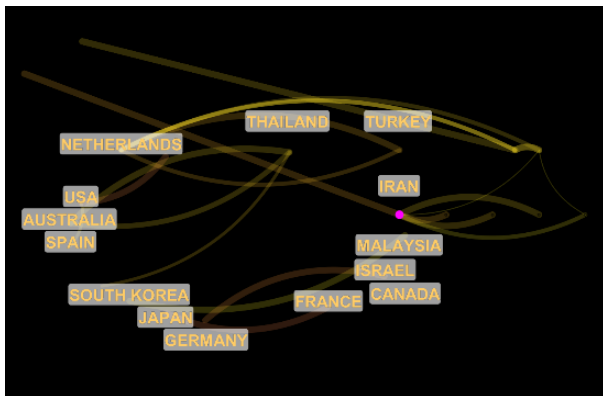 THAILAND
TURKEY
NETHERLANDS
IRAN
USA
AUSTRALIA
SPAIN
MALAYSIA
ISRAEL
SOUTH KOREA
CANADA
FRANCE
JAPAN
GERMANY